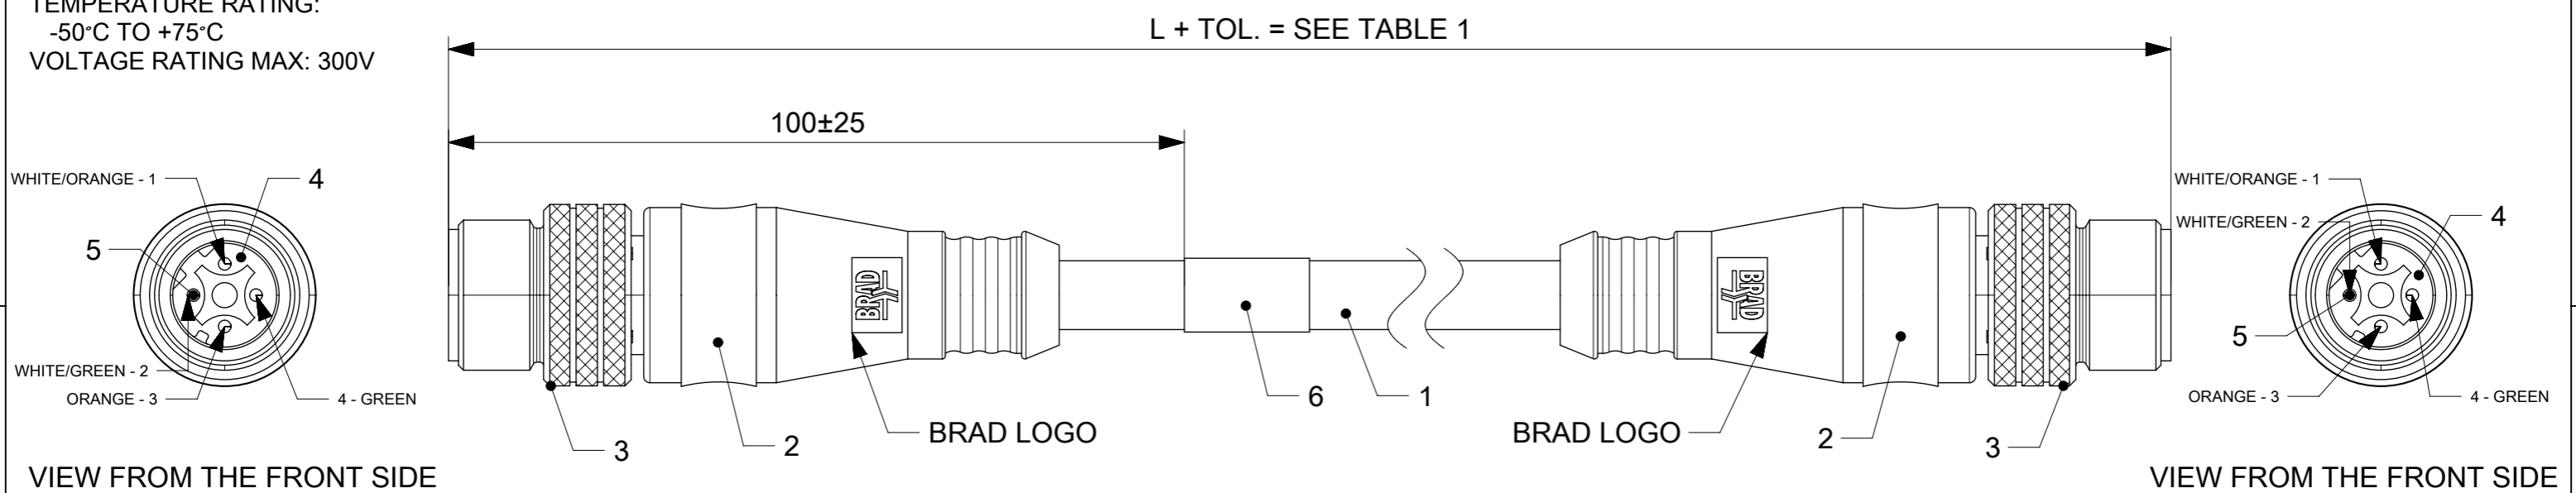 TEMPERATURE RATING:
-50°C TO +75°C
VOLTAGE RATING MAX: 300V
L + TOL. = SEE TABLE 1
100±25
WHITE/ORANGE - 1
4
5
WHITE/GREEN - 2
ORANGE - 3
4 - GREEN
VIEW FROM THE FRONT SIDE
BRAD
3
2
BRAD LOGO
6
1
BRAD
BRAD LOGO
2
3
WHITE/ORANGE - 1
WHITE/GREEN - 2
4
5
ORANGE - 3
4 - GREEN
VIEW FROM THE FRONT SIDE